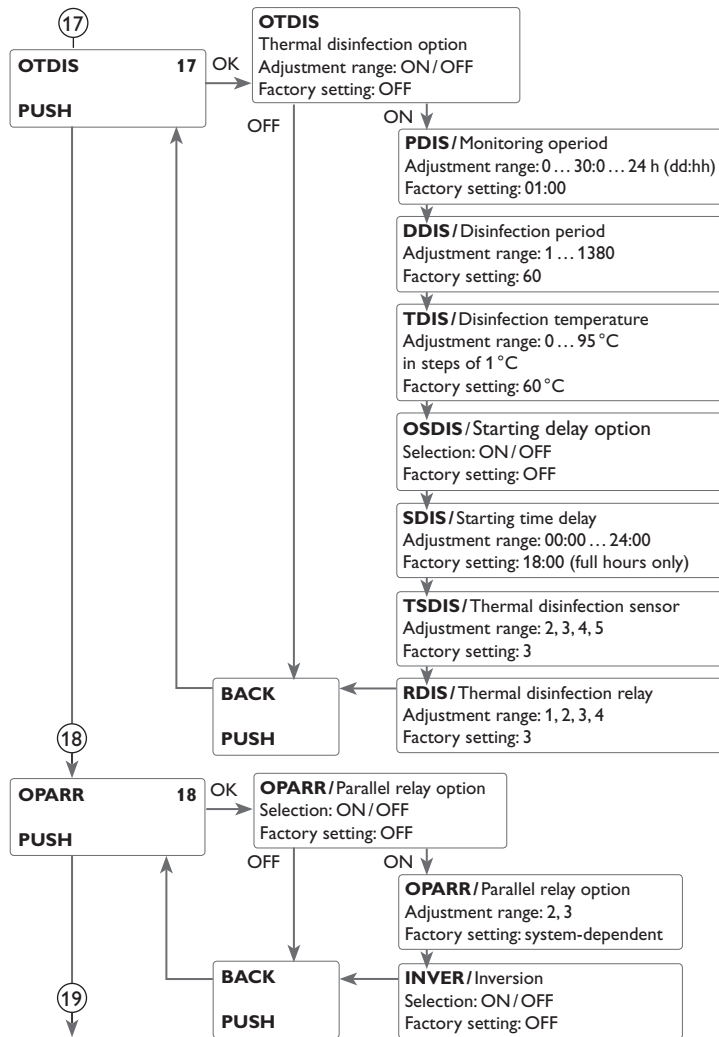 17
OTDIS 17
PUSH
OK
OTDIS
Thermal disinfection option
Adjustment range: ON / OFF
Factory setting: OFF
OFF
ON
PDIS / Monitoring operiod
Adjustment range: 0 … 30:0 … 24 h (dd:hh)
Factory setting: 01:00
DDIS / Disinfection period
Adjustment range: 1 … 1380
Factory setting: 60
TDIS / Disinfection temperature
Adjustment range: 0 … 95 °C
in steps of 1 °C
Factory setting: 60 °C
OSDIS / Starting delay option
Selection: ON / OFF
Factory setting: OFF
SDIS / Starting time delay
Adjustment range: 00:00 … 24:00
Factory setting: 18:00 (full hours only)
TSDIS / Thermal disinfection sensor
Adjustment range: 2, 3, 4, 5
Factory setting: 3
RDIS / Thermal disinfection relay
Adjustment range: 1, 2, 3, 4
Factory setting: 3
BACK
PUSH
18
OPARR 18
PUSH
OK
OPARR / Parallel relay option
Selection: ON / OFF
Factory setting: OFF
OFF
ON
OPARR / Parallel relay option
Adjustment range: 2, 3
Factory setting: system-dependent
INVER / Inversion
Selection: ON / OFF
Factory setting: OFF
BACK
PUSH
19